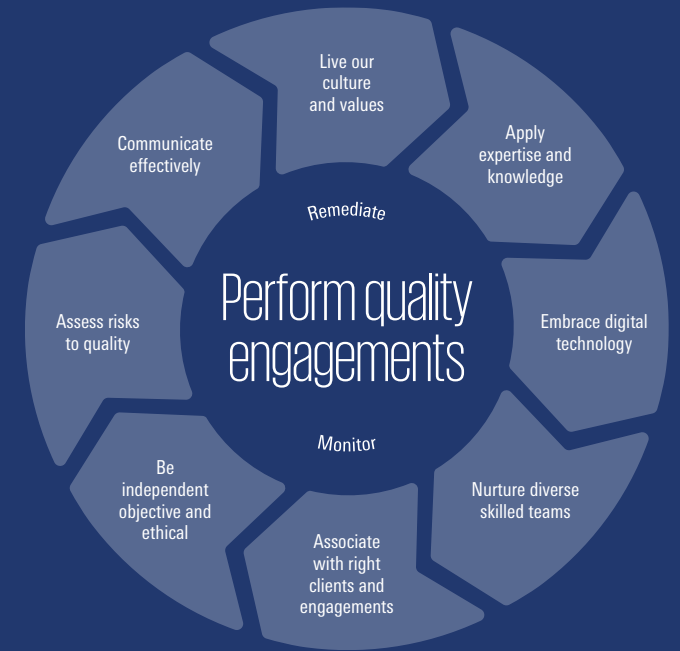 Live our
culture
and values
Apply
expertise and
knowledge
Embrace digital
technology
Nurture diverse
skilled teams
Associate
with right
clients and
engagements
Be
independent
objective and
ethical
Assess risks
to quality
Communicate
effectively
Remediate
Perform quality
engagements
Monitor